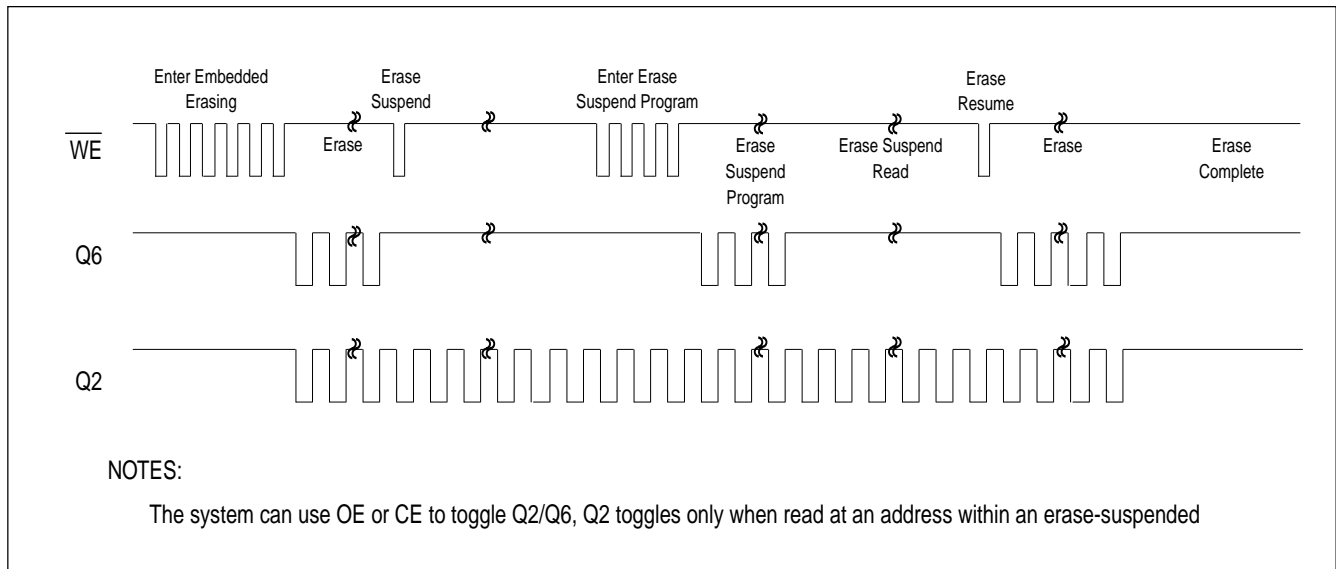 Enter Embedded
Erasing
Erase
Suspend
Enter Erase
Suspend Program
Erase
Resume
WE
Erase
Erase
Suspend
Program
Erase Suspend
Read
Erase
Erase
Complete
Q6
Q2
NOTES:
The system can use OE or CE to toggle Q2/Q6, Q2 toggles only when read at an address within an erase-suspended